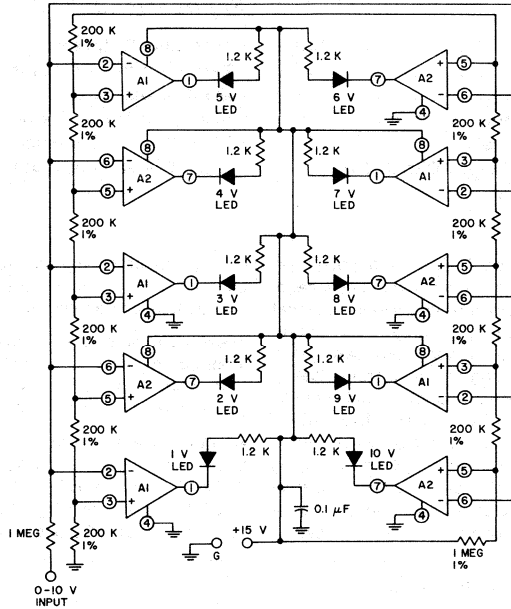 200 K
1%
8
1.2 K
1.2 K
2
−
A1
1
5 V
LED
6 V
LED
7
A2
+
5
3
+
4
−
6
200 K
1%
8
1.2 K
1.2 K
8
200 K
1%
6
−
A2
7
4 V
LED
7 V
LED
1
A1
+
3
5
+
−
2
200 K
1%
1.2 K
1.2 K
200 K
1%
2
−
A1
1
3 V
LED
8 V
LED
7
A2
+
5
3
+
4
4
−
6
200 K
1%
8
1.2 K
1.2 K
8
200 K
1%
6
−
A2
7
2 V
LED
9 V
LED
1
A1
+
3
5
+
−
2
200 K
1%
1 V
LED
1.2 K
1.2 K
10 V
LED
200 K
1%
2
−
A1
1
7
A2
+
5
3
+
4
4
−
6
0.1 µF
1 MEG
200 K
1%
G
+15 V
1 MEG
1%
0–10 V
INPUT